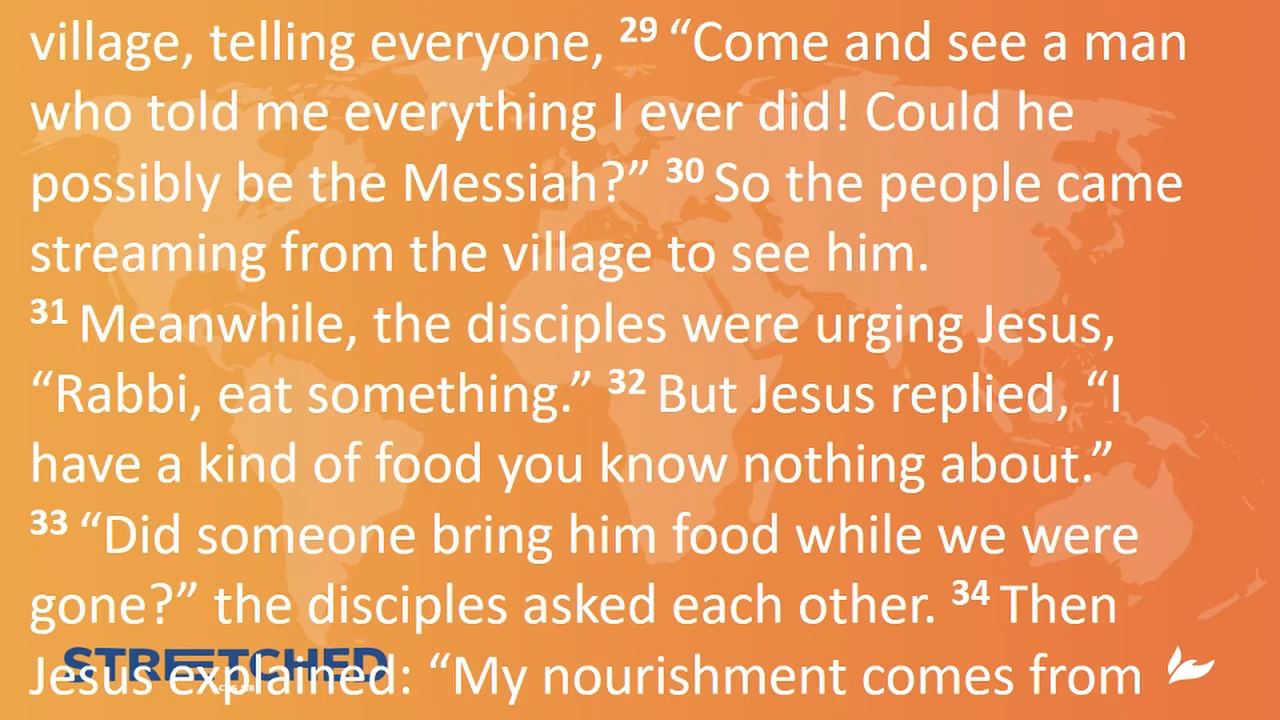 village, telling everyone, 29 “Come and see a man
who told me everything I ever did! Could he
possibly be the Messiah?” 30 So the people came
streaming from the village to see him.
31 Meanwhile, the disciples were urging Jesus,
“Rabbi, eat something.” 32 But Jesus replied, “I
have a kind of food you know nothing about.”
33 “Did someone bring him food while we were
gone?” the disciples asked each other. 34 Then
Jesus explained: “My nourishment comes from
STRETCHED